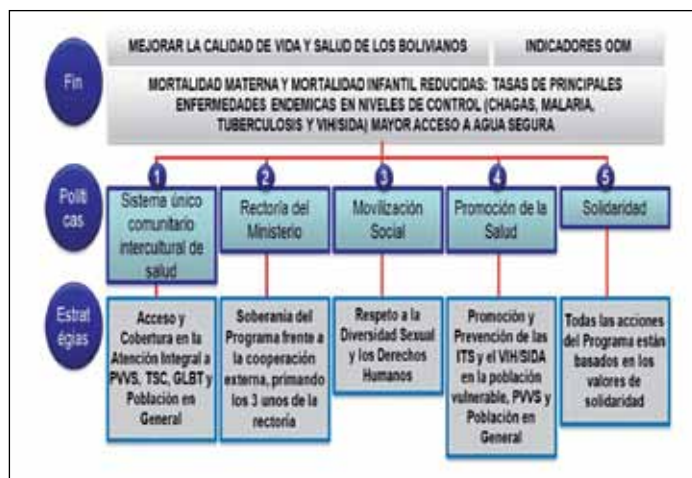 MEJORAR LA CALIDAD DE VIDA Y SALUD DE LOS BOLIVIANOS
INDICADORES ODM
Fin
MORTALIDAD MATERNA Y MORTALIDAD INFANTIL REDUCIDAS: TASAS DE PRINCIPALES
ENFERMEDADES ENDEMICAS EN NIVELES DE CONTROL (CHAGAS, MALARIA,
TUBERCULOSIS Y VIH/SIDA) MAYOR ACCESO A AGUA SEGURA
1
2
3
4
5
Políti
cas
Sistema único
comunitario
intercultural de
salud
Rectoría del
Ministerio
Movilización
Social
Promoción de la
Salud
Solidaridad
Estrat
égias
Acceso y
Cobertura en la
Atención Integral a
PVVS, TSC, GLBT y
Población en
General
Soberanía del
Programa frente a
la cooperación
externa, primando
los 3 unos de la
rectoría
Respeto a la
Diversidad Sexual
y los Derechos
Humanos
Promoción y
Prevención de las
ITS y el VIH/SIDA
en la población
vulnerable, PVVS y
Población en
General
Todas las acciones
del Programa están
basados en los
valores de
solidaridad